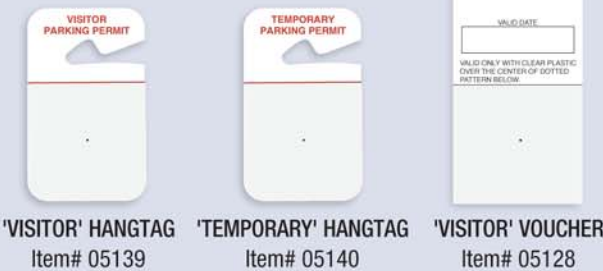 VISITOR
PARKING PERMIT
'VISITOR' HANGTAG
Item# 05139
TEMPORARY
PARKING PERMIT
'TEMPORARY' HANGTAG
Item# 05140
VALID DATE
VALID ONLY WITH CLEAR PLASTIC
OVER THE CENTER OF DOTTED
PATTERN BELOW.
'VISITOR' VOUCHER
Item# 05128